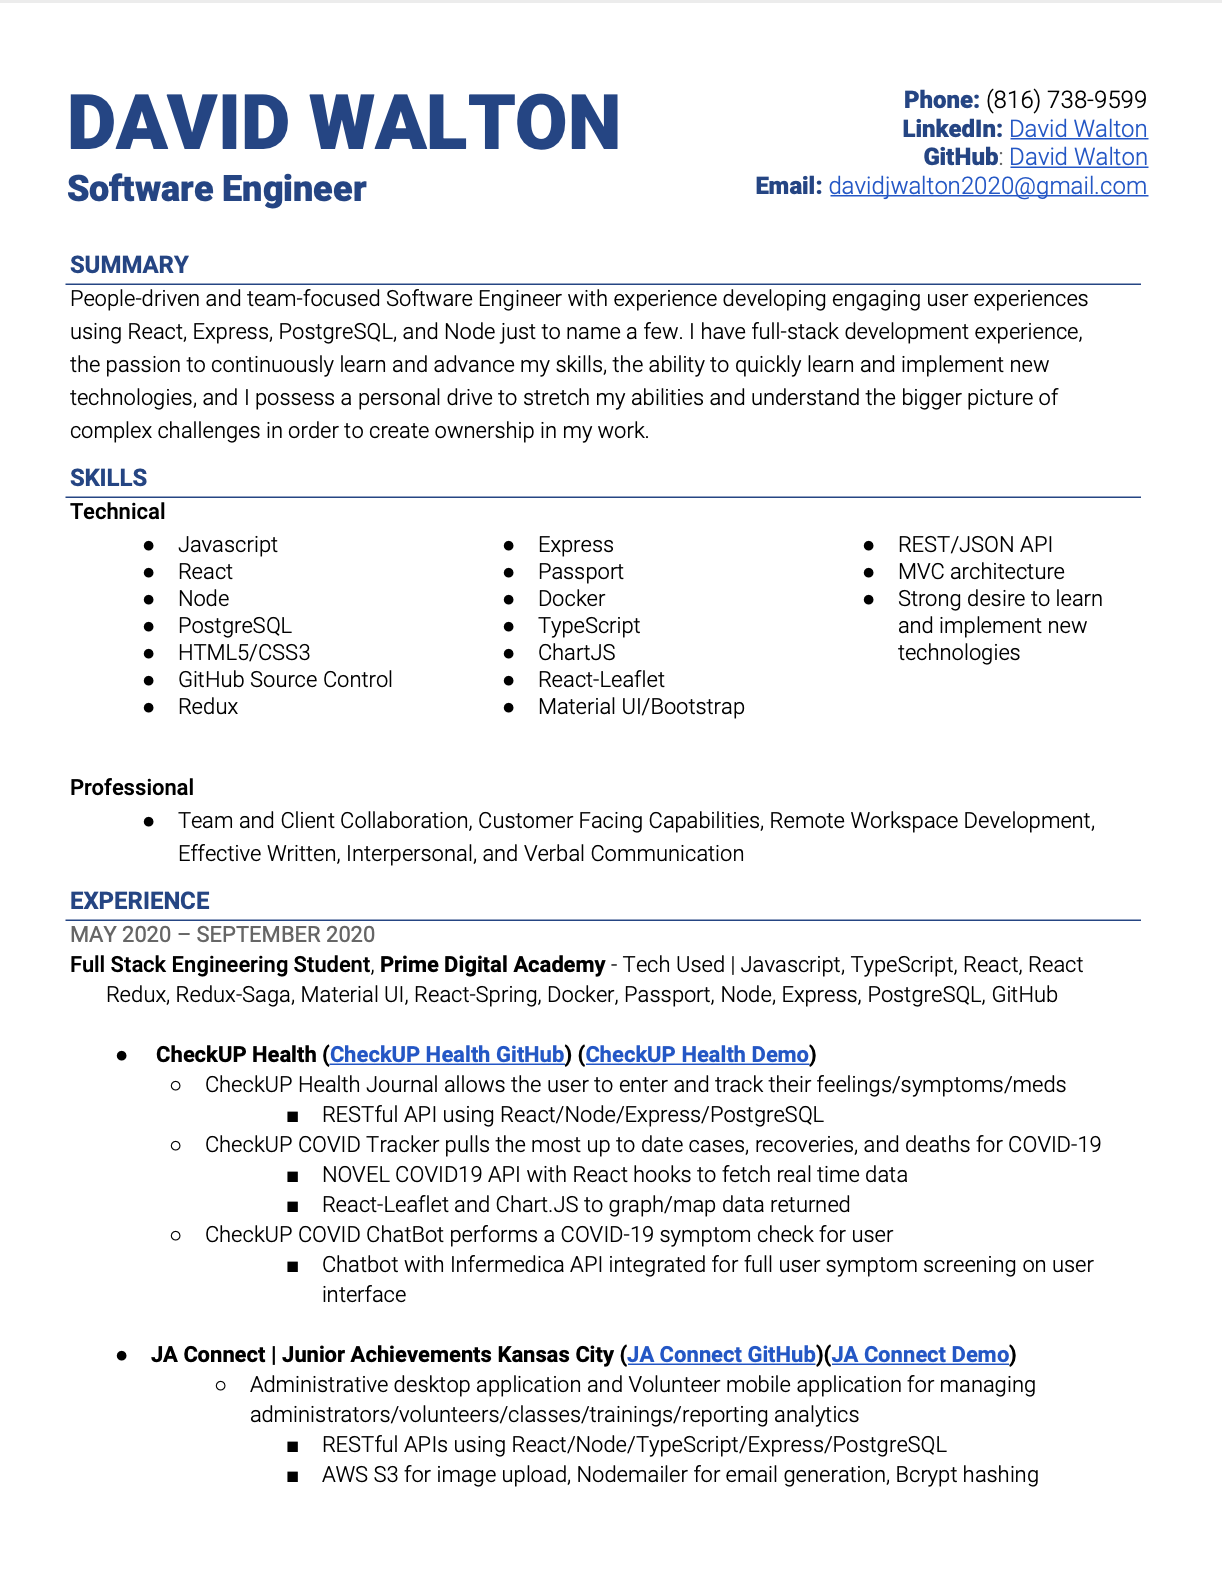 DAVID WALTON
Software Engineer
Phone: (816) 738-9599
LinkedIn: David Walton
GitHub: David Walton
Email: davidjwalton2020@gmail.com
SUMMARY
People-driven and team-focused Software Engineer with experience developing engaging user experiences
using React, Express, PostgreSQL, and Node just to name a few. I have full-stack development experience,
the passion to continuously learn and advance my skills, the ability to quickly learn and implement new
technologies, and I possess a personal drive to stretch my abilities and understand the bigger picture of
complex challenges in order to create ownership in my work.
SKILLS
Technical
● Javascript
● React
● Node
● PostgreSQL
● HTML5/CSS3
● GitHub Source Control
● Redux
● Express
● Passport
● Docker
● TypeScript
● ChartJS
● React-Leaflet
● Material UI/Bootstrap
● REST/JSON API
● MVC architecture
● Strong desire to learn
and implement new
technologies
Professional
● Team and Client Collaboration, Customer Facing Capabilities, Remote Workspace Development,
Effective Written, Interpersonal, and Verbal Communication
EXPERIENCE
MAY 2020 – SEPTEMBER 2020
Full Stack Engineering Student, Prime Digital Academy - Tech Used | Javascript, TypeScript, React, React
Redux, Redux-Saga, Material UI, React-Spring, Docker, Passport, Node, Express, PostgreSQL, GitHub
● CheckUP Health (CheckUP Health GitHub) (CheckUP Health Demo)
○ CheckUP Health Journal allows the user to enter and track their feelings/symptoms/meds
■ RESTful API using React/Node/Express/PostgreSQL
○ CheckUP COVID Tracker pulls the most up to date cases, recoveries, and deaths for COVID-19
■ NOVEL COVID19 API with React hooks to fetch real time data
■ React-Leaflet and Chart.JS to graph/map data returned
○ CheckUP COVID ChatBot performs a COVID-19 symptom check for user
■ Chatbot with Infermedica API integrated for full user symptom screening on user
interface
● JA Connect | Junior Achievements Kansas City (JA Connect GitHub)(JA Connect Demo)
○ Administrative desktop application and Volunteer mobile application for managing
administrators/volunteers/classes/trainings/reporting analytics
■ RESTful APIs using React/Node/TypeScript/Express/PostgreSQL
■ AWS S3 for image upload, Nodemailer for email generation, Bcrypt hashing